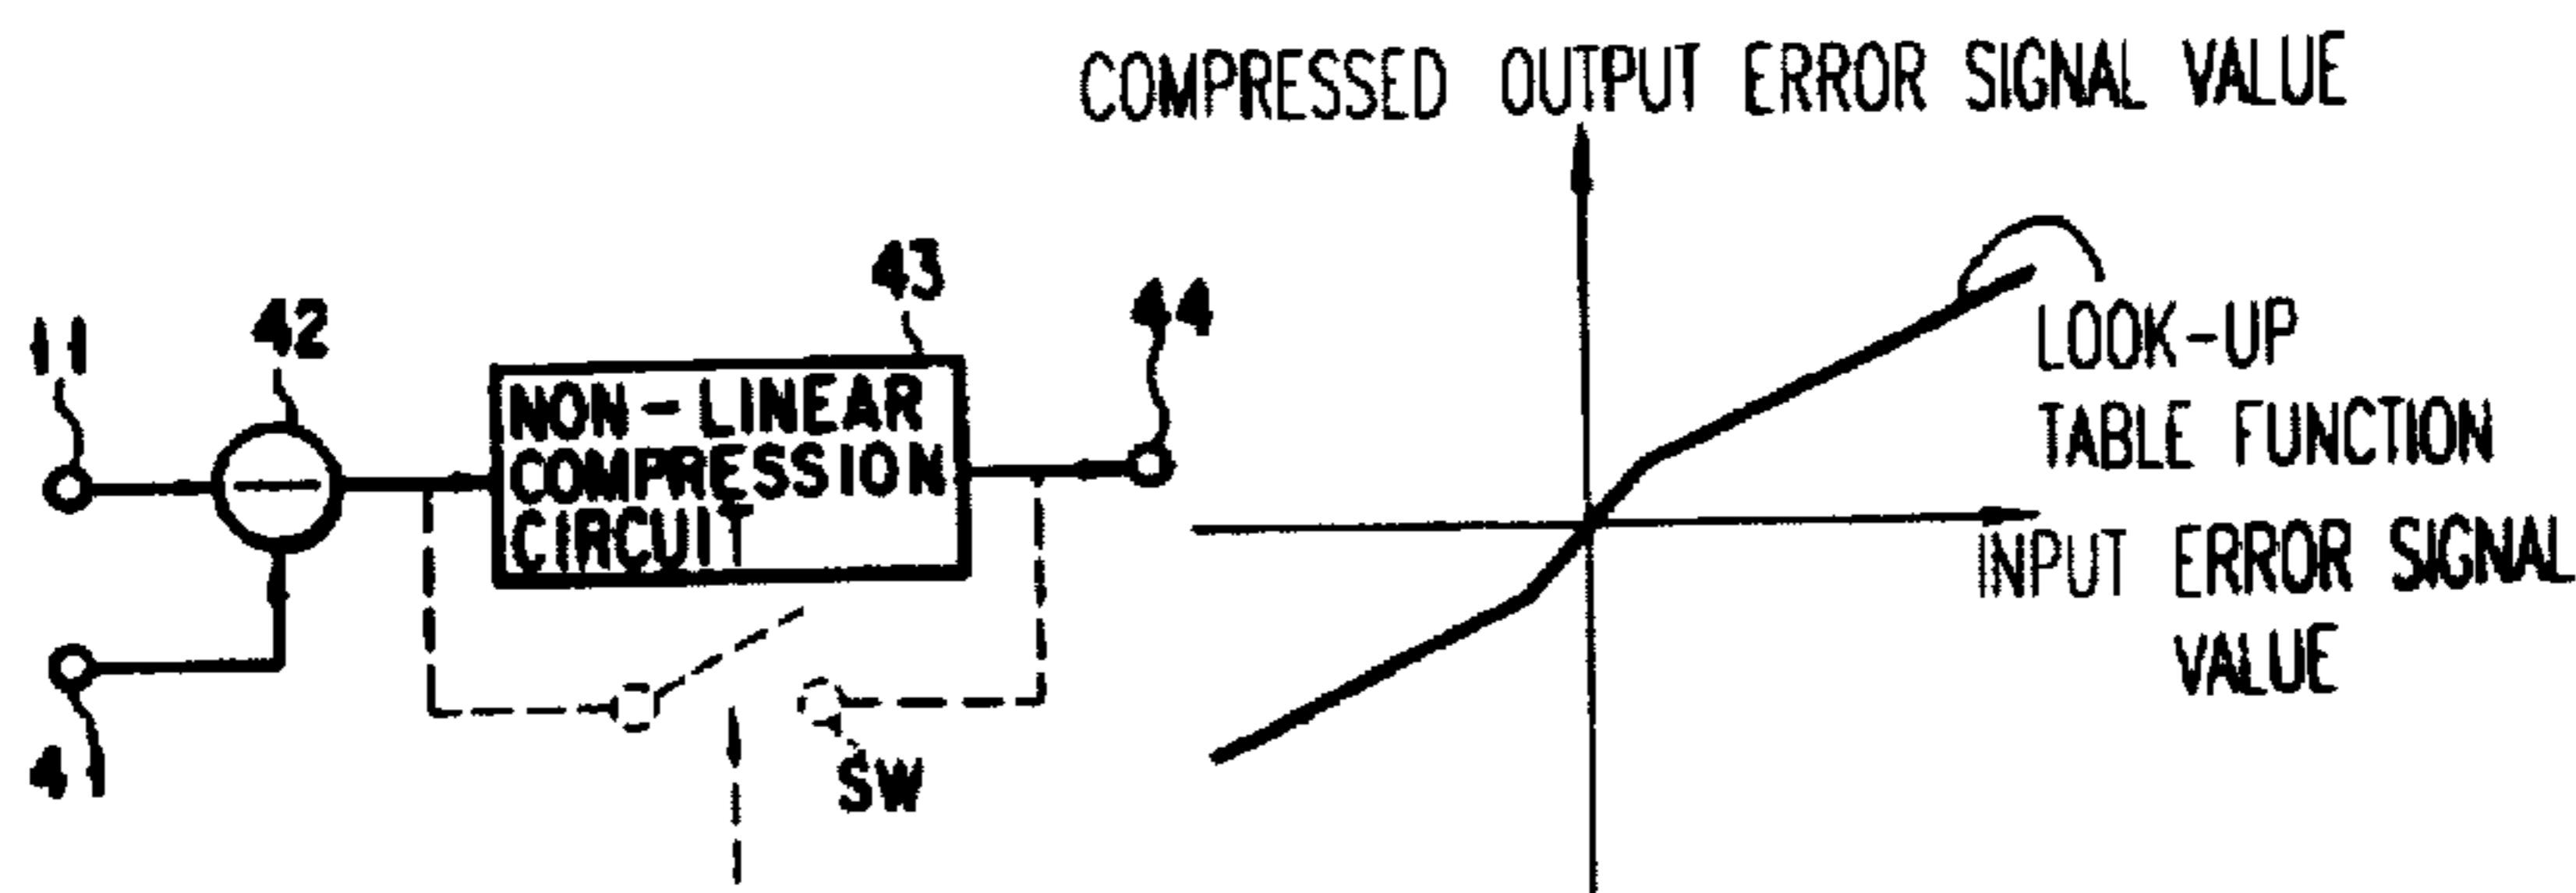 11
42
43
44
NON-LINEAR
COMPRESSION
CIRCUIT
41
SW
COMPRESSED OUTPUT ERROR SIGNAL VALUE
LOOK-UP
TABLE FUNCTION
INPUT ERROR SIGNAL
VALUE